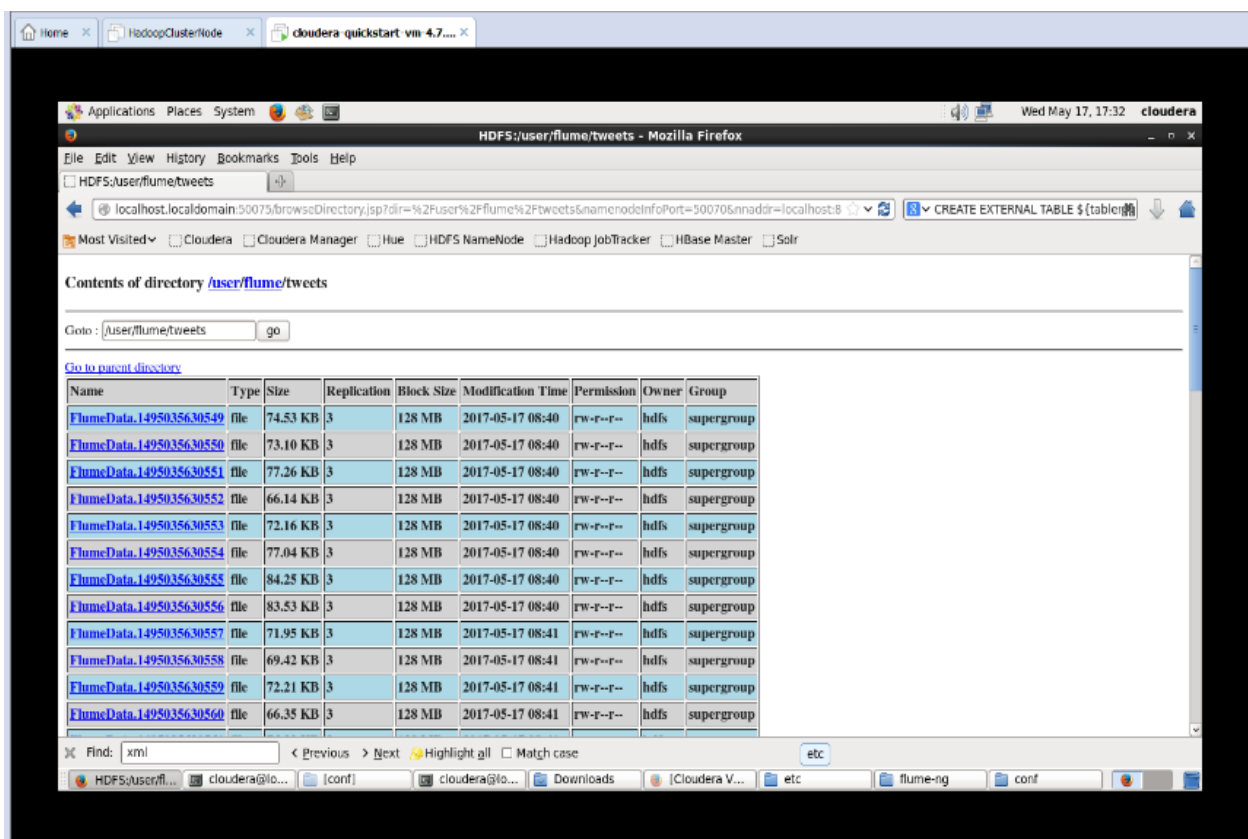 Home HadoopClusterNode cloudera-quickstart-vm-4.7....
Applications Places System Wed May 17, 17:32 cloudera
HDFS:/user/flume/tweets - Mozilla Firefox
File Edit View History Bookmarks Tools Help
HDFS:/user/flume/tweets
localhost.localdomain:50075/browseDirectory.jsp?dir=%2Fuser%2Fflume%2Ftweets&namenodeInfoPort=50070&nnaddr=localhost:8 CREATE EXTERNAL TABLE ${tablen
Most Visited Cloudera Cloudera Manager Hue HDFS NameNode Hadoop JobTracker HBase Master Solr
Contents of directory /user/flume/tweets
Goto : /user/flume/tweets go
Go to parent directory
Name Type Size Replication Block Size Modification Time Permission Owner Group
FlumeData.1495035630549 file 74.53 KB 3 128 MB 2017-05-17 08:40 rw-r--r-- hdfs supergroup
FlumeData.1495035630550 file 73.10 KB 3 128 MB 2017-05-17 08:40 rw-r--r-- hdfs supergroup
FlumeData.1495035630551 file 77.26 KB 3 128 MB 2017-05-17 08:40 rw-r--r-- hdfs supergroup
FlumeData.1495035630552 file 66.14 KB 3 128 MB 2017-05-17 08:40 rw-r--r-- hdfs supergroup
FlumeData.1495035630553 file 72.16 KB 3 128 MB 2017-05-17 08:40 rw-r--r-- hdfs supergroup
FlumeData.1495035630554 file 77.04 KB 3 128 MB 2017-05-17 08:40 rw-r--r-- hdfs supergroup
FlumeData.1495035630555 file 84.25 KB 3 128 MB 2017-05-17 08:40 rw-r--r-- hdfs supergroup
FlumeData.1495035630556 file 83.53 KB 3 128 MB 2017-05-17 08:40 rw-r--r-- hdfs supergroup
FlumeData.1495035630557 file 71.95 KB 3 128 MB 2017-05-17 08:41 rw-r--r-- hdfs supergroup
FlumeData.1495035630558 file 69.42 KB 3 128 MB 2017-05-17 08:41 rw-r--r-- hdfs supergroup
FlumeData.1495035630559 file 72.21 KB 3 128 MB 2017-05-17 08:41 rw-r--r-- hdfs supergroup
FlumeData.1495035630560 file 66.35 KB 3 128 MB 2017-05-17 08:41 rw-r--r-- hdfs supergroup
Find: xml Previous Next Highlight all Match case etc
HDFS:/user/fl... cloudera@lo... [conf] cloudera@lo... Downloads [Cloudera V... etc flume-ng conf